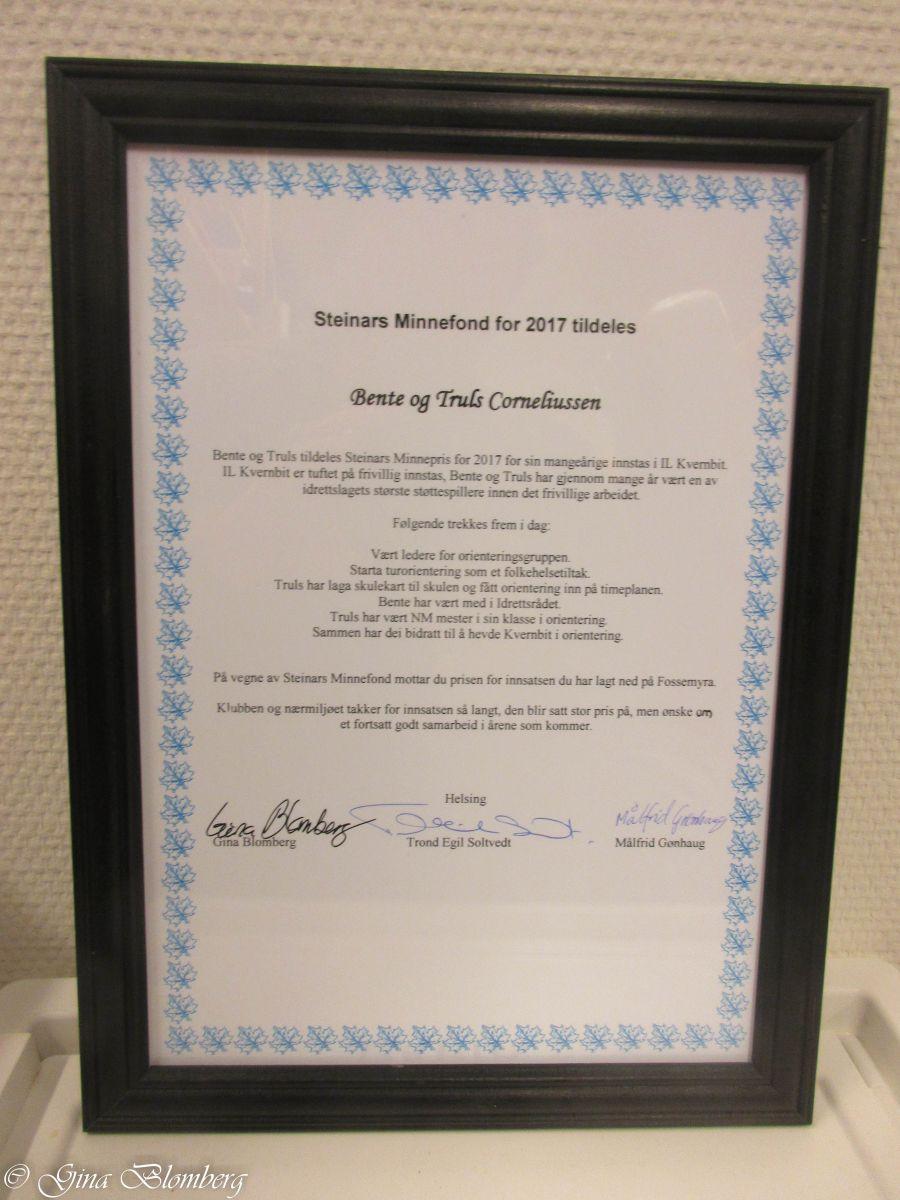 Steinars Minnefond for 2017 tildeles
Bente og Truls Corneliussen
Bente og Truls tildeles Steinars Minnepris for 2017 for sin mangeårige innstas i IL Kvernbit.
IL Kvernbit er tuftet på frivillig innstas, Bente og Truls har gjennom mange år vært en av
idrettslagets største støttespillere innen det frivillige arbeidet.
Følgende trekkes frem i dag:
Vært ledere for orienteringsgruppen.
Starta turorientering som et folkehelsetiltak.
Truls har laga skulekart til skulen og fått orientering inn på timeplanen.
Bente har vært med i Idrettsrådet.
Truls har vært NM mester i sin klasse i orientering.
Sammen har dei bidratt til å hevde Kvernbit i orientering.
På vegne av Steinars Minnefond mottar du prisen for innsatsen du har lagt ned på Fossemyra.
Klubben og nærmiljøet takker for innsatsen så langt, den blir satt stor pris på, men ønske om
et fortsatt godt samarbeid i årene som kommer.
Helsing
Gina Blomberg Målfrid Grønhaug
Gina Blomberg Trond Egil Soltvedt Målfrid Gønhaug
© Gina Blomberg